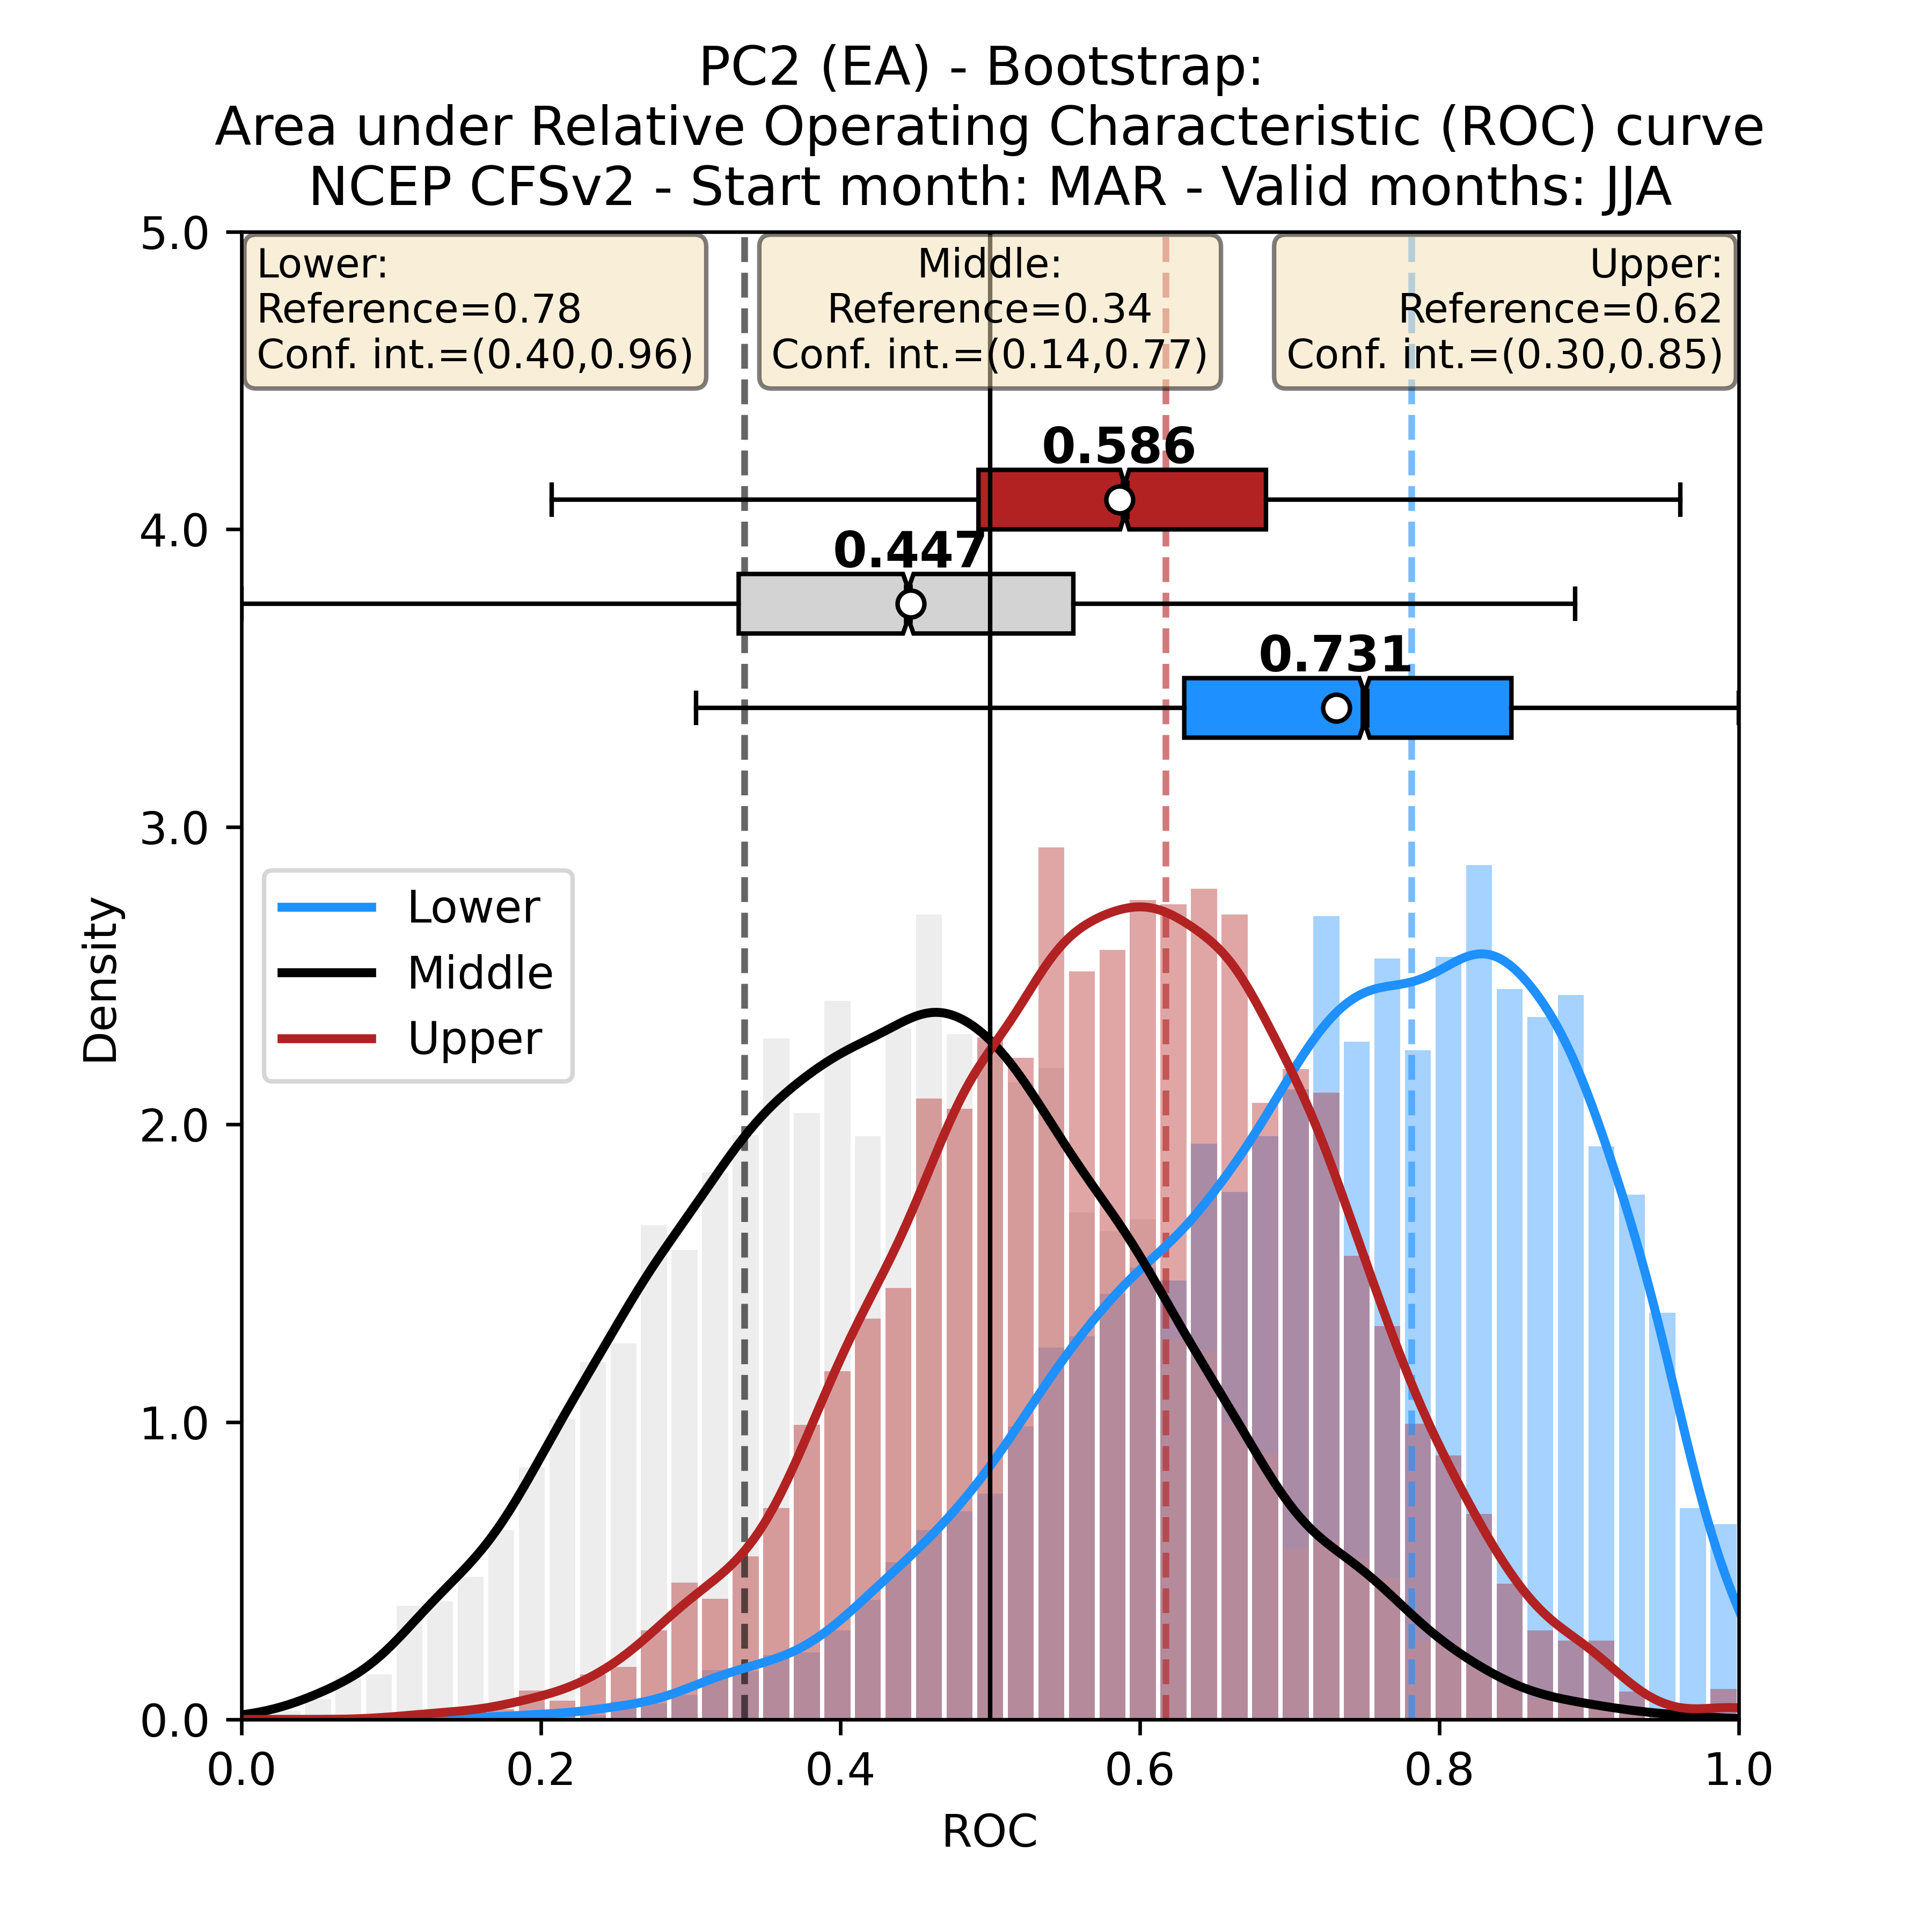 PC2 (EA) - Bootstrap:
Area under Relative Operating Characteristic (ROC) curve
NCEP CFSv2 - Start month: MAR - Valid months: JJA
Lower:
Reference=0.78
Conf. int.=(0.40,0.96)
Middle:
Reference=0.34
Conf. int.=(0.14,0.77)
Upper:
Reference=0.62
Conf. int.=(0.30,0.85)
0.586
0.447
0.731
Lower
Middle
Upper
Density
5.0
4.0
3.0
2.0
1.0
0.0
0.0 0.2 0.4 0.6 0.8 1.0
ROC